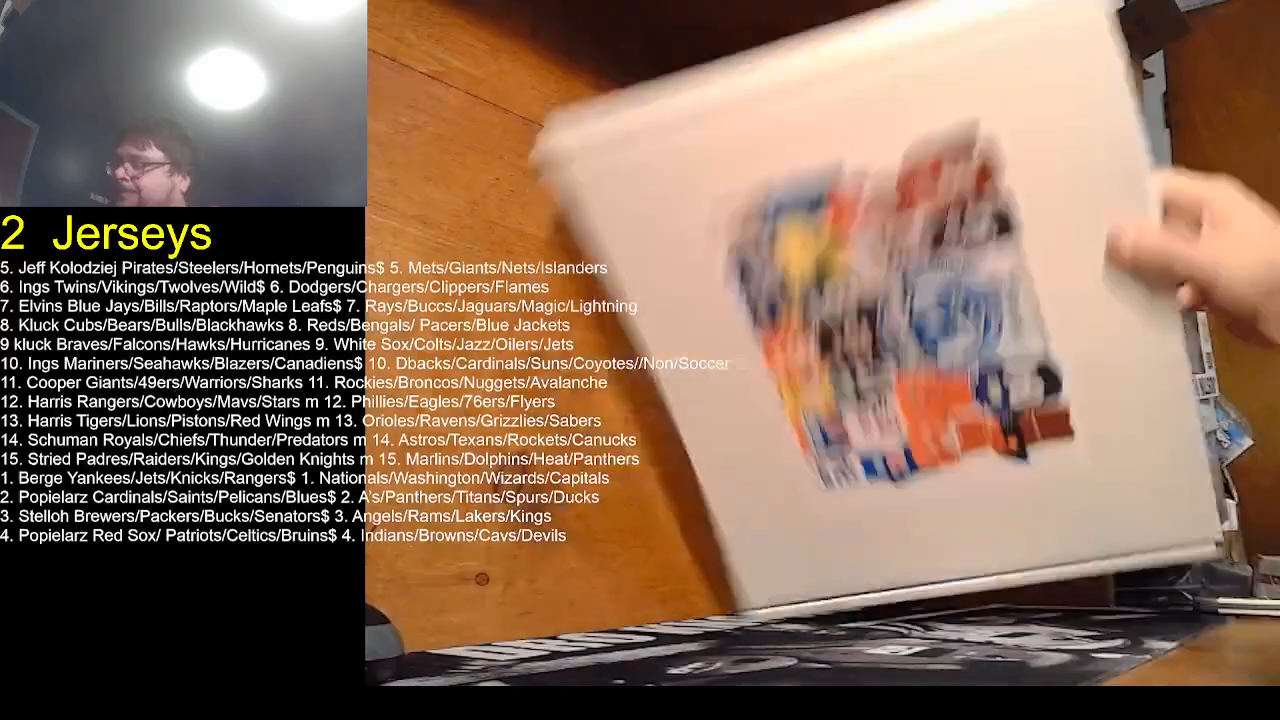 2 Jerseys
5. Jeff Kolodziej Pirates/Steelers/Hornets/Penguins$ 5. Mets/Giants/Nets/Islanders
6. Ings Twins/Vikings/Twolves/Wild$ 6. Dodgers/Chargers/Clippers/Flames
7. Elvins Blue Jays/Bills/Raptors/Maple Leafs$ 7. Rays/Buccs/Jaguars/Magic/Lightning
8. Kluck Cubs/Bears/Bulls/Blackhawks 8. Reds/Bengals/ Pacers/Blue Jackets
9 kluck Braves/Falcons/Hawks/Hurricanes 9. White Sox/Colts/Jazz/Oilers/Jets
10. Ings Mariners/Seahawks/Blazers/Canadiens$ 10. Dbacks/Cardinals/Suns/Coyotes//Non/Soccer
11. Cooper Giants/49ers/Warriors/Sharks 11. Rockies/Broncos/Nuggets/Avalanche
12. Harris Rangers/Cowboys/Mavs/Stars m 12. Phillies/Eagles/76ers/Flyers
13. Harris Tigers/Lions/Pistons/Red Wings m 13. Orioles/Ravens/Grizzlies/Sabers
14. Schuman Royals/Chiefs/Thunder/Predators m 14. Astros/Texans/Rockets/Canucks
15. Stried Padres/Raiders/Kings/Golden Knights m 15. Marlins/Dolphins/Heat/Panthers
1. Berge Yankees/Jets/Knicks/Rangers$ 1. Nationals/Washington/Wizards/Capitals
2. Popielarz Cardinals/Saints/Pelicans/Blues$ 2. A's/Panthers/Titans/Spurs/Ducks
3. Stelloh Brewers/Packers/Bucks/Senators$ 3. Angels/Rams/Lakers/Kings
4. Popielarz Red Sox/ Patriots/Celtics/Bruins$ 4. Indians/Browns/Cavs/Devils